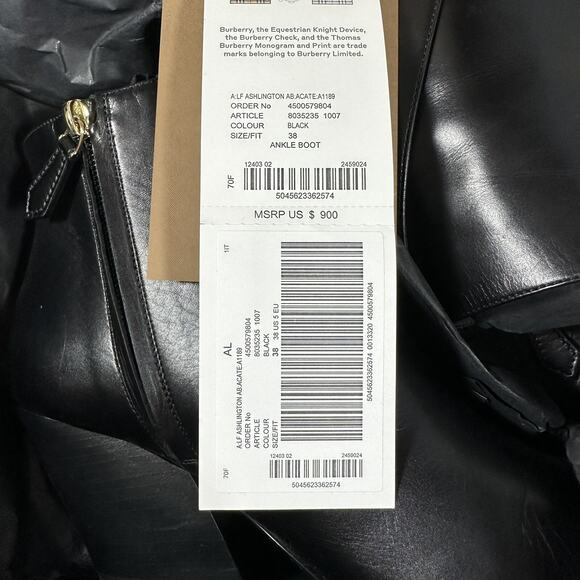 Burberry, the Equestrian Knight Device,
the Burberry Check, and the Thomas
Burberry Monogram and Print are trade
marks belonging to Burberry Limited.
A:LF ASHLINGTON AB:ACATE:A1189
ORDER No 4500579804
ARTICLE 8035235 1007
COLOUR BLACK
SIZE/FIT 38
ANKLE BOOT
70F
12403 02 2459024
5045623362574
MSRP US $ 900
1IT
AL
A:LF ASHLINGTON AB:ACATE:A1189
ORDER No 4500579804
ARTICLE 8035235 1007
COLOUR BLACK
SIZE/FIT 38 38 US 5 EU
5045623362574 0013320 4500579804
70F
12403 02 2459024
5045623362574